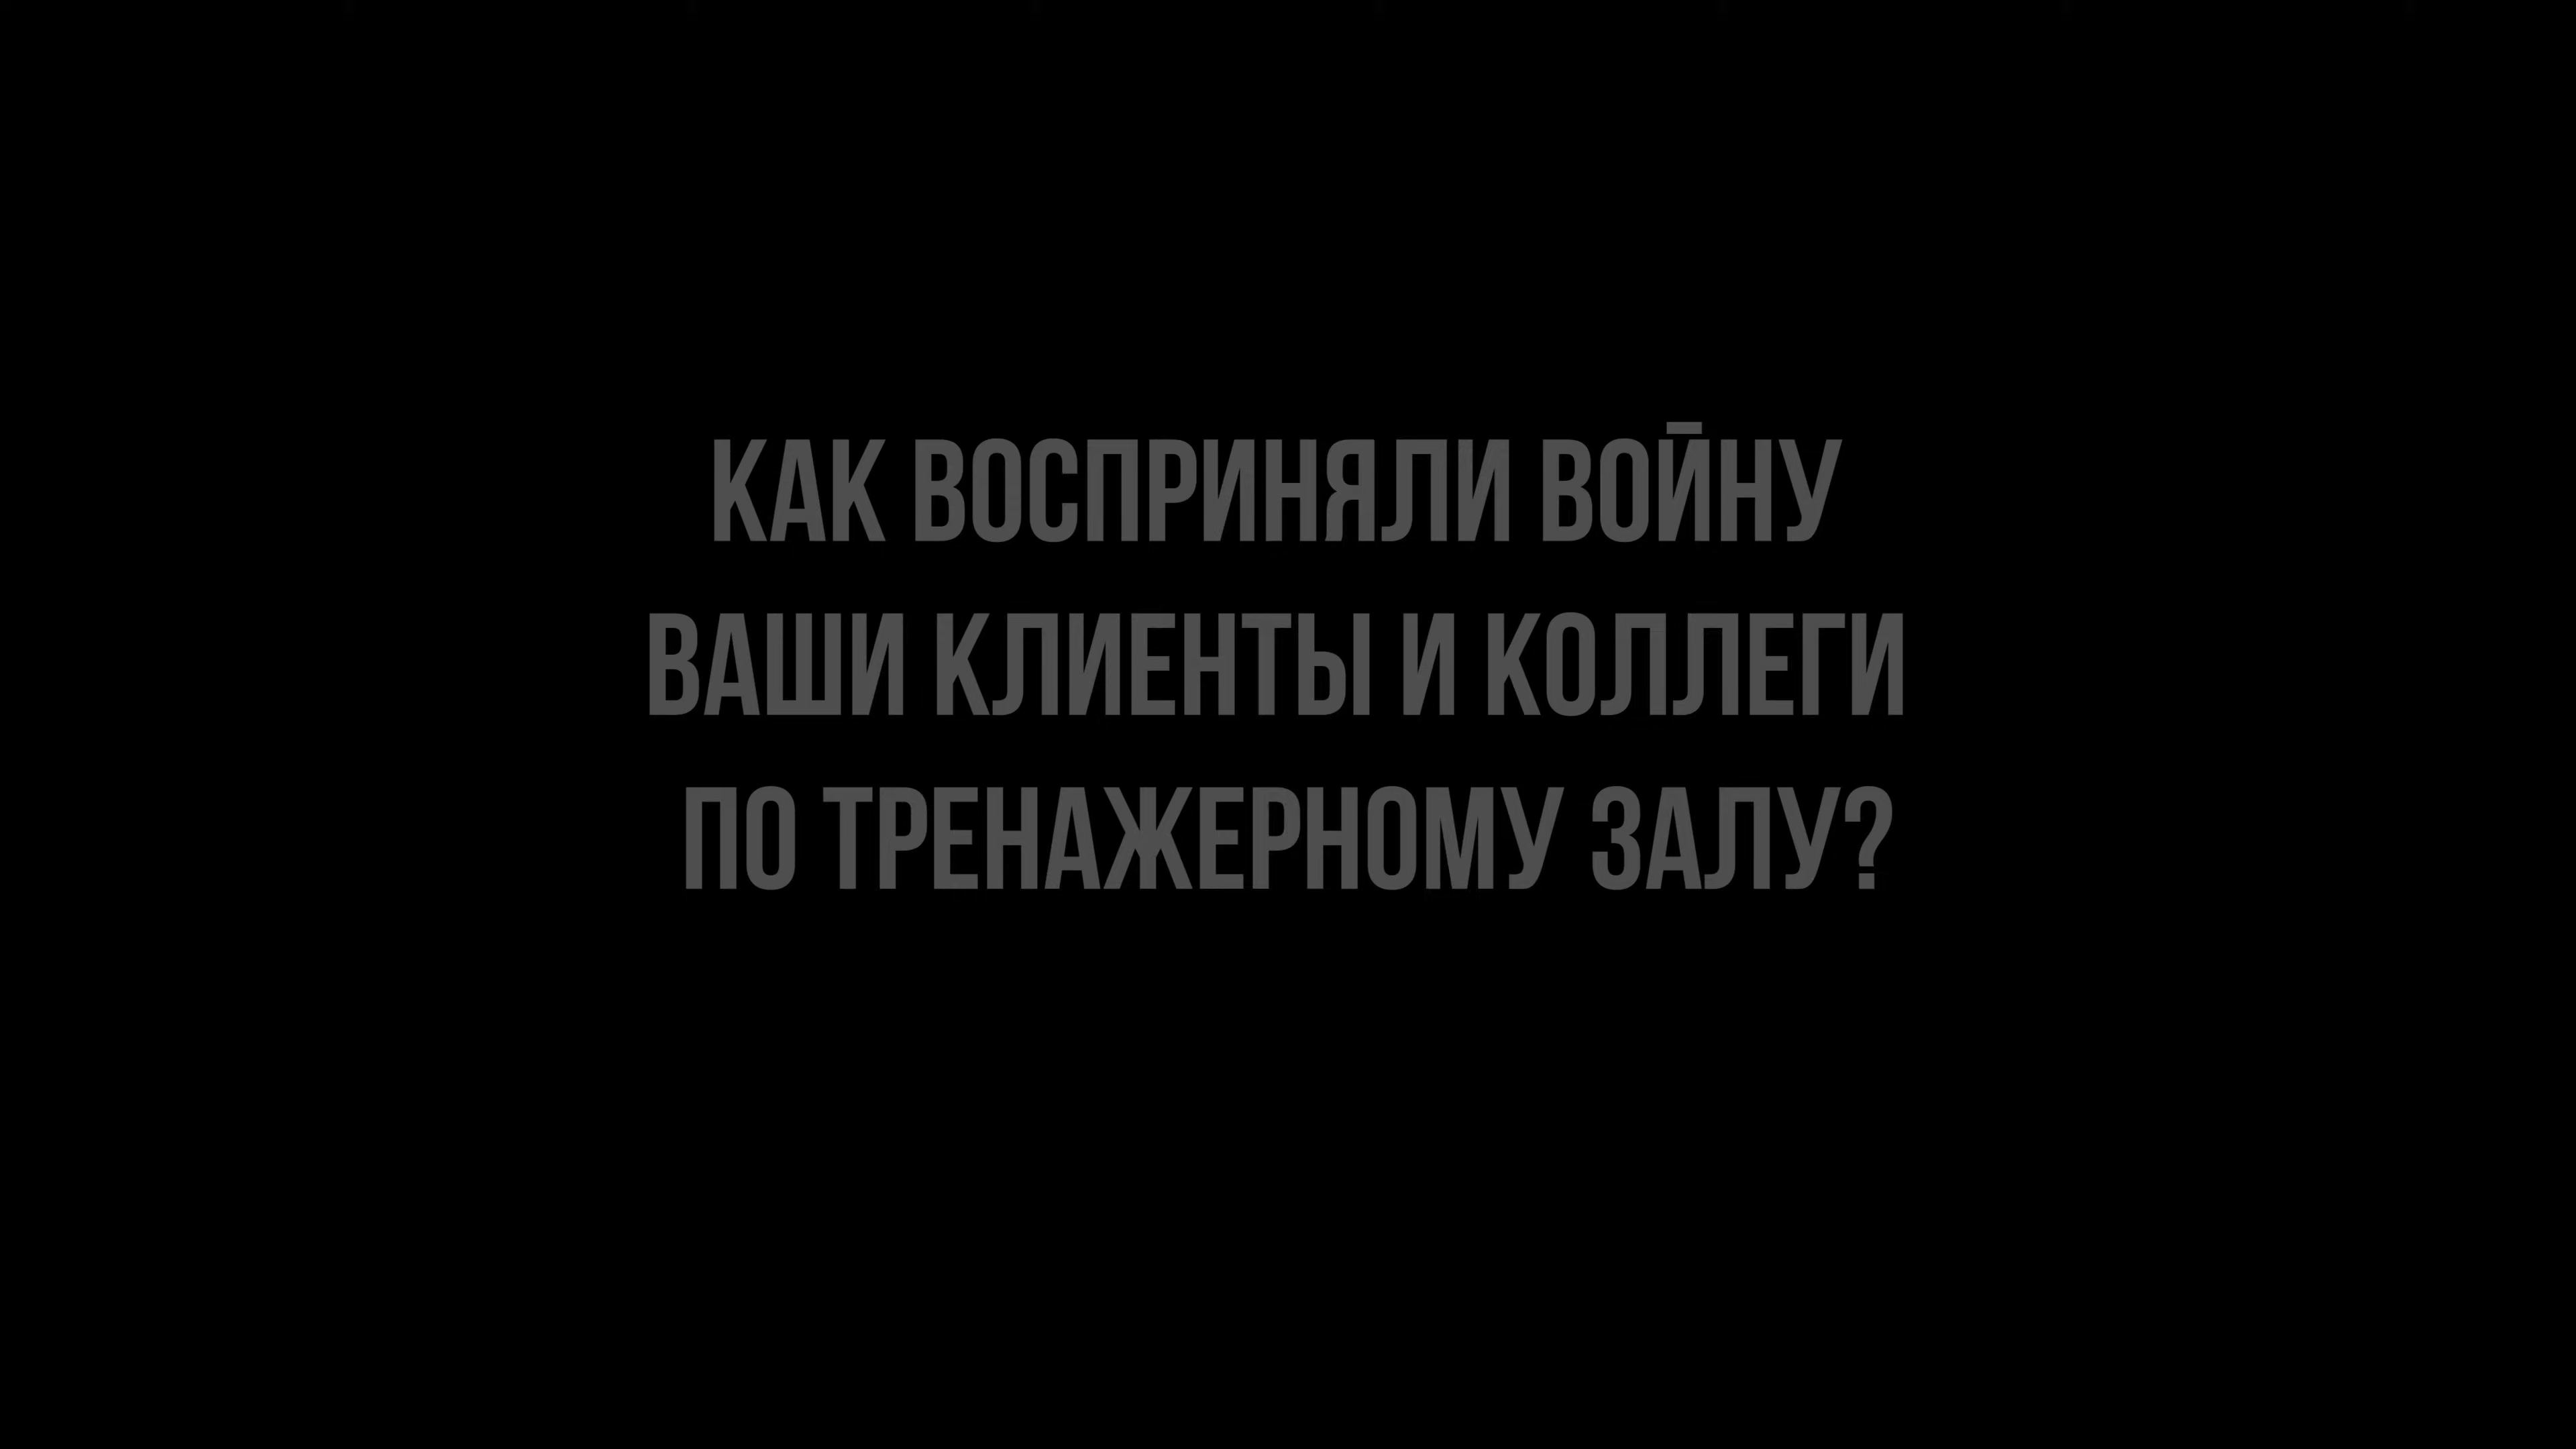 КАК ВОСПРИНЯЛИ ВОЙНУ
ВАШИ КЛИЕНТЫ И КОЛЛЕГИ
ПО ТРЕНАЖЕРНОМУ ЗАЛУ?